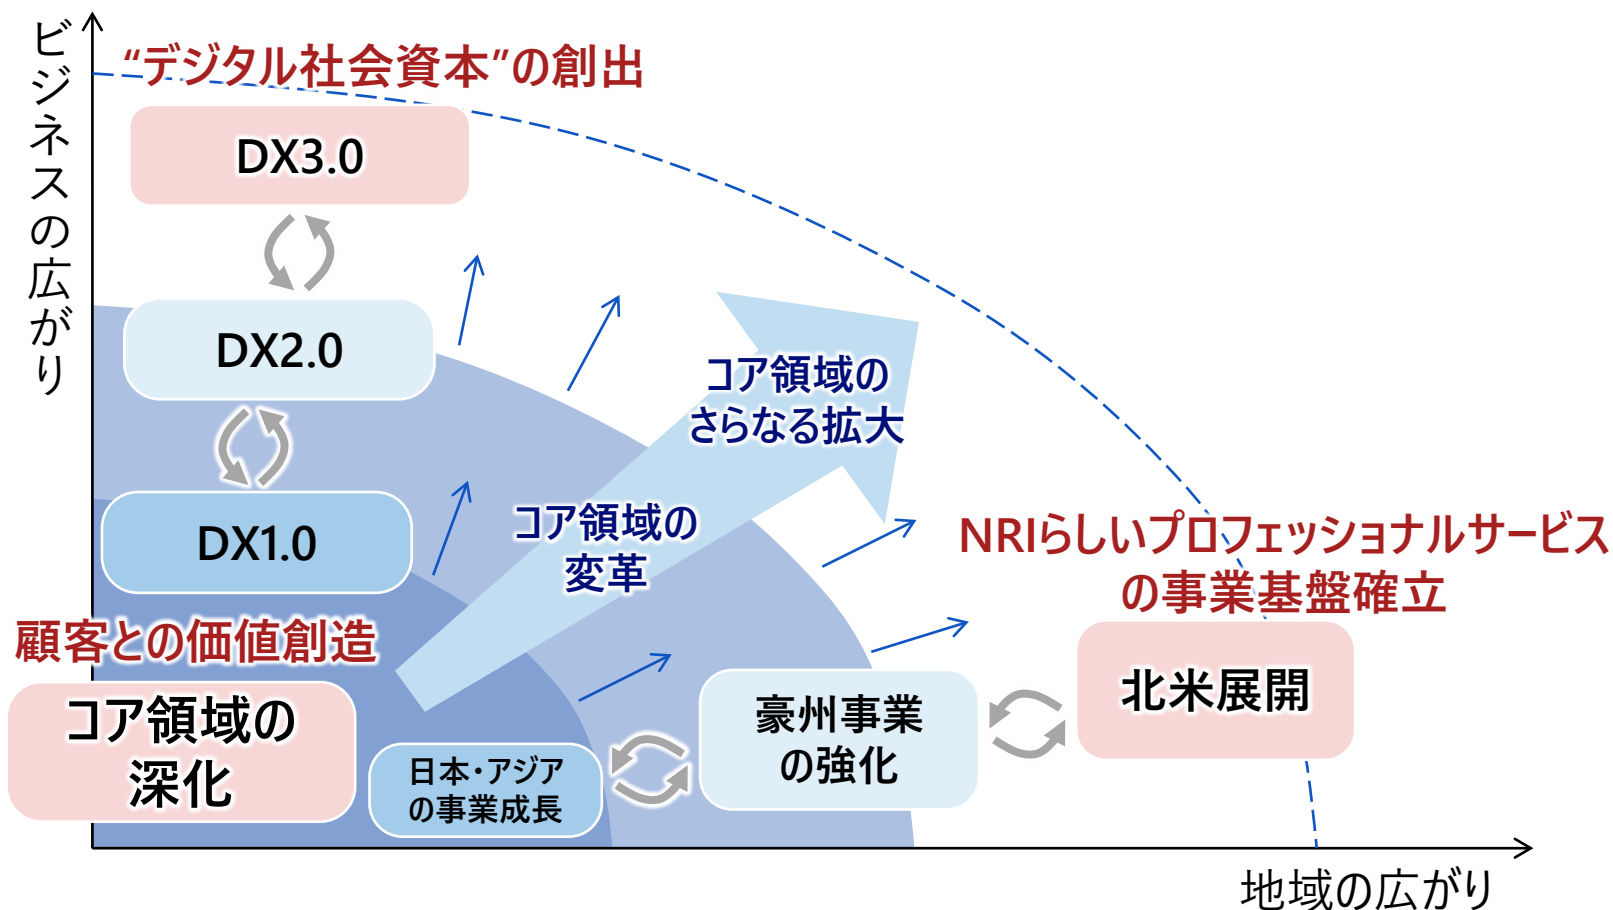 ビジネスの広がり
“デジタル社会資本”の創出
DX3.0
DX2.0
コア領域の
さらなる拡大
DX1.0
コア領域の
変革
NRIらしいプロフェッショナルサービス
の事業基盤確立
顧客との価値創造
コア領域の
深化
日本・アジア
の事業成長
豪州事業
の強化
北米展開
地域の広がり